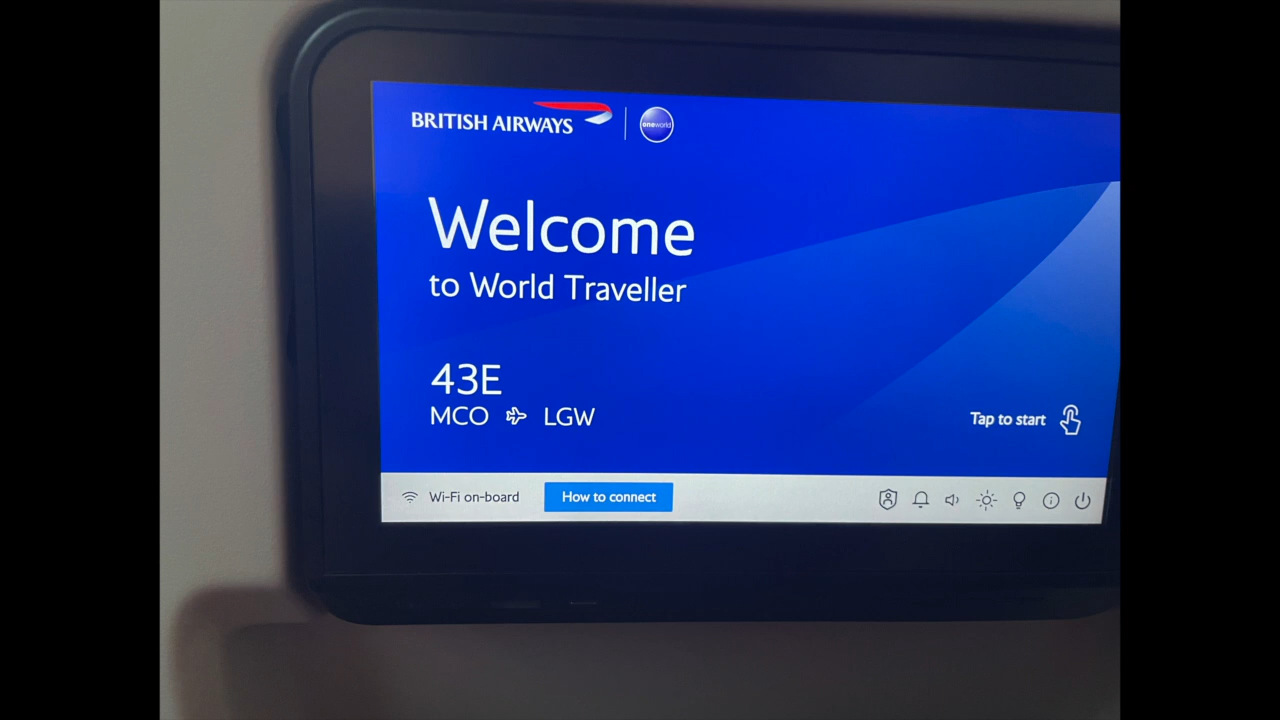 BRITISH AIRWAYS
oneworld
Welcome
to World Traveller
43E
MCO LGW
Tap to start
Wi-Fi on-board
How to connect